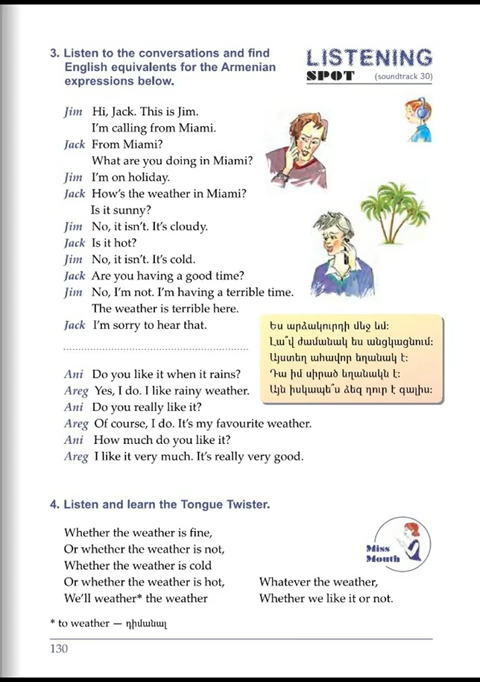 3. Listen to the conversations and find
English equivalents for the Armenian
expressions below.
LISTENING
SPOT (soundtrack 30)
Jim Hi, Jack. This is Jim.
I'm calling from Miami.
Jack From Miami?
What are you doing in Miami?
Jim I'm on holiday.
Jack How's the weather in Miami?
Is it sunny?
Jim No, it isn't. It's cloudy.
Jack Is it hot?
Jim No, it isn't. It's cold.
Jack Are you having a good time?
Jim No, I'm not. I'm having a terrible time.
The weather is terrible here.
Jack I'm sorry to hear that.
Ես արձակուրդի մեջ եմ:
Լա՞վ ժամանակ ես անցկացնում:
Այստեղ ահավոր եղանակ է:
Դա իմ սիրած եղանակն է:
Այն իսկապե՞ս ձեզ դուր է գալիս:
Ani Do you like it when it rains?
Areg Yes, I do. I like rainy weather.
Ani Do you really like it?
Areg Of course, I do. It's my favourite weather.
Ani How much do you like it?
Areg I like it very much. It's really very good.
4. Listen and learn the Tongue Twister.
Miss
Mouth
Whether the weather is fine,
Or whether the weather is not,
Whether the weather is cold
Or whether the weather is hot,
We'll weather* the weather
Whatever the weather,
Whether we like it or not.
* to weather — դիմանալ
130